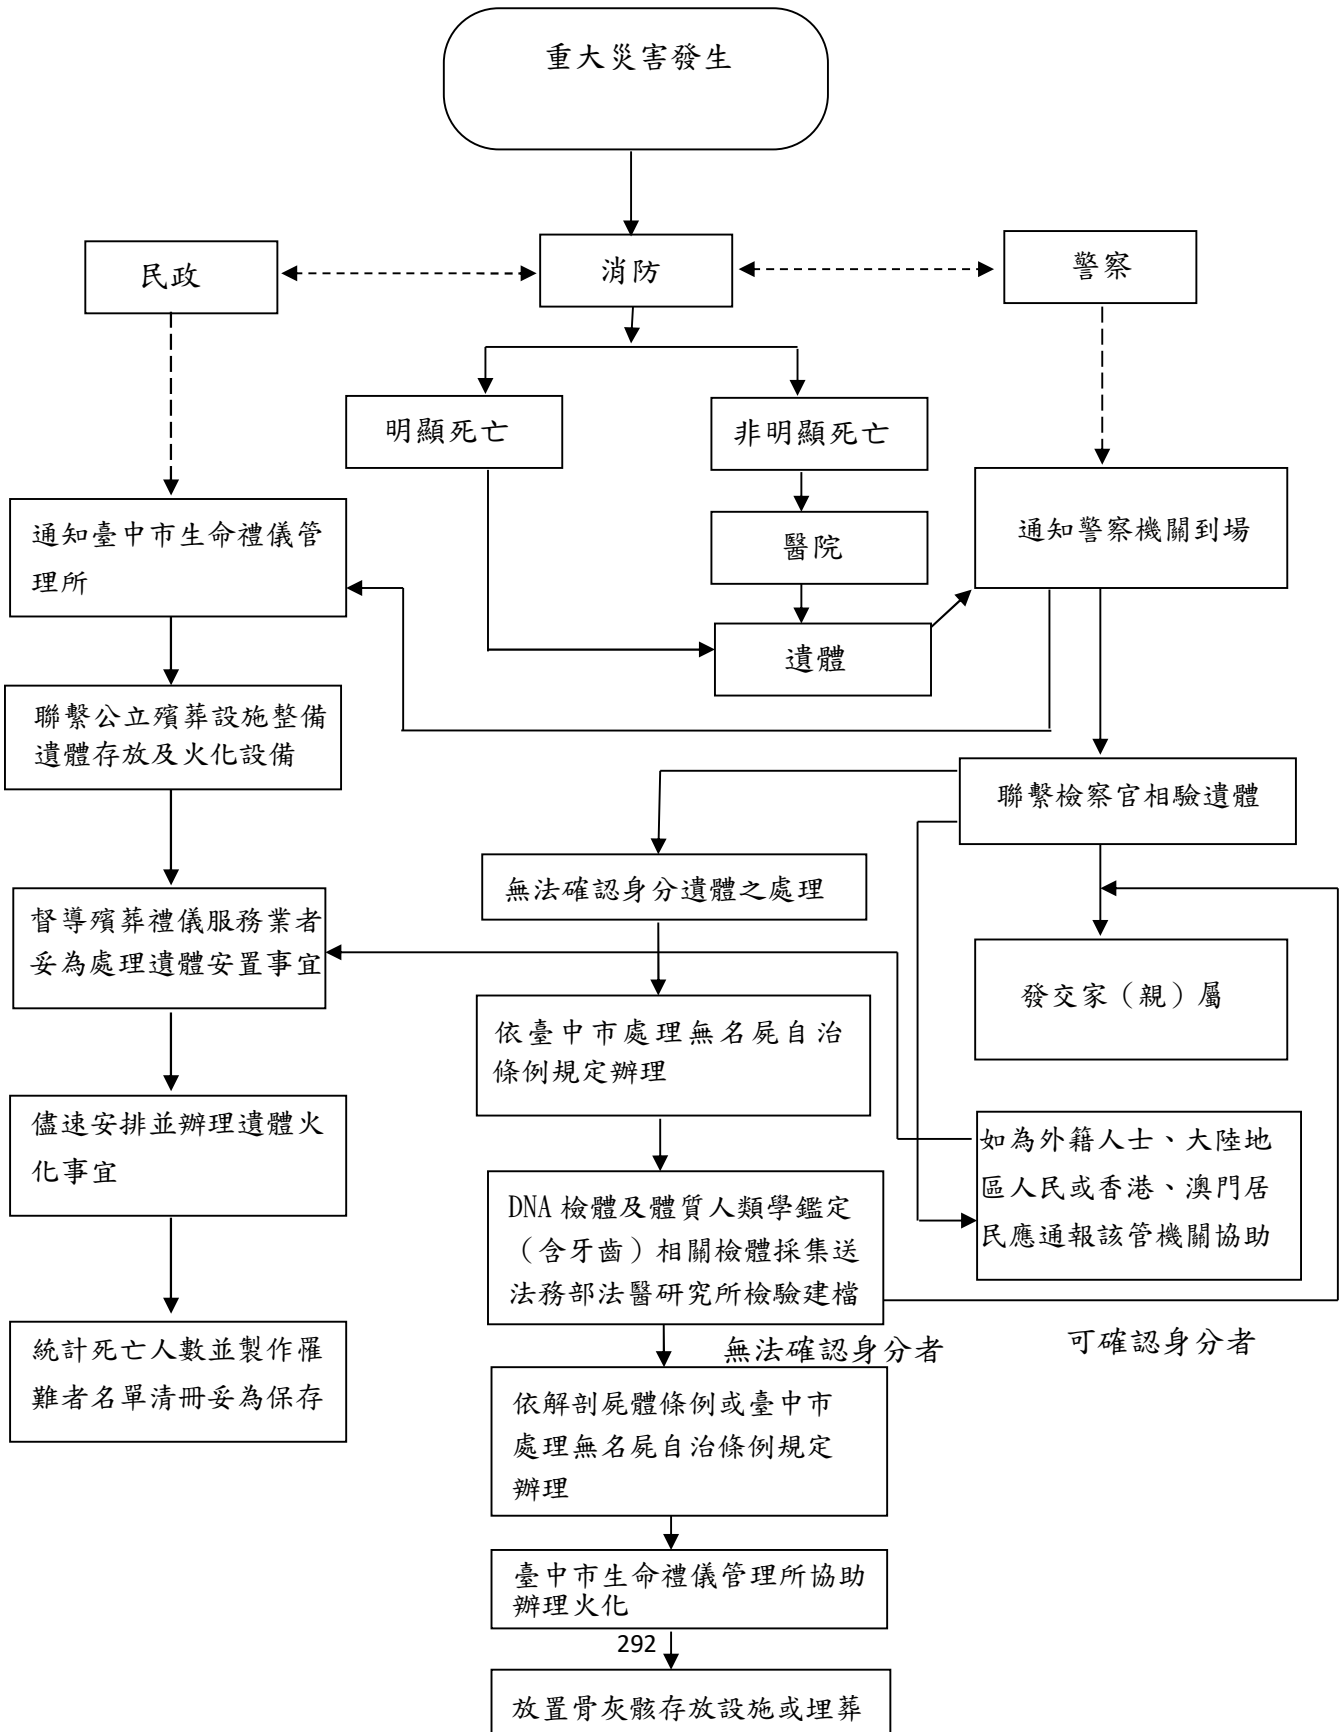 重大災害發生
民政
消防
警察
明顯死亡
非明顯死亡
通知臺中市生命禮儀管
理所
醫院
通知警察機關到場
遺體
聯繫公立殯葬設施整備
遺體存放及火化設備
聯繫檢察官相驗遺體
無法確認身分遺體之處理
督導殯葬禮儀服務業者
妥為處理遺體安置事宜
發交家（親）屬
依臺中市處理無名屍自治
條例規定辦理
儘速安排並辦理遺體火
化事宜
如為外籍人士、大陸地
區人民或香港、澳門居
民應通報該管機關協助
DNA 檢體及體質人類學鑑定
（含牙齒）相關檢體採集送
法務部法醫研究所檢驗建檔
無法確認身分者
可確認身分者
統計死亡人數並製作罹
難者名單清冊妥為保存
依解剖屍體條例或臺中市
處理無名屍自治條例規定
辦理
臺中市生命禮儀管理所協助
辦理火化
292
放置骨灰骸存放設施或埋葬